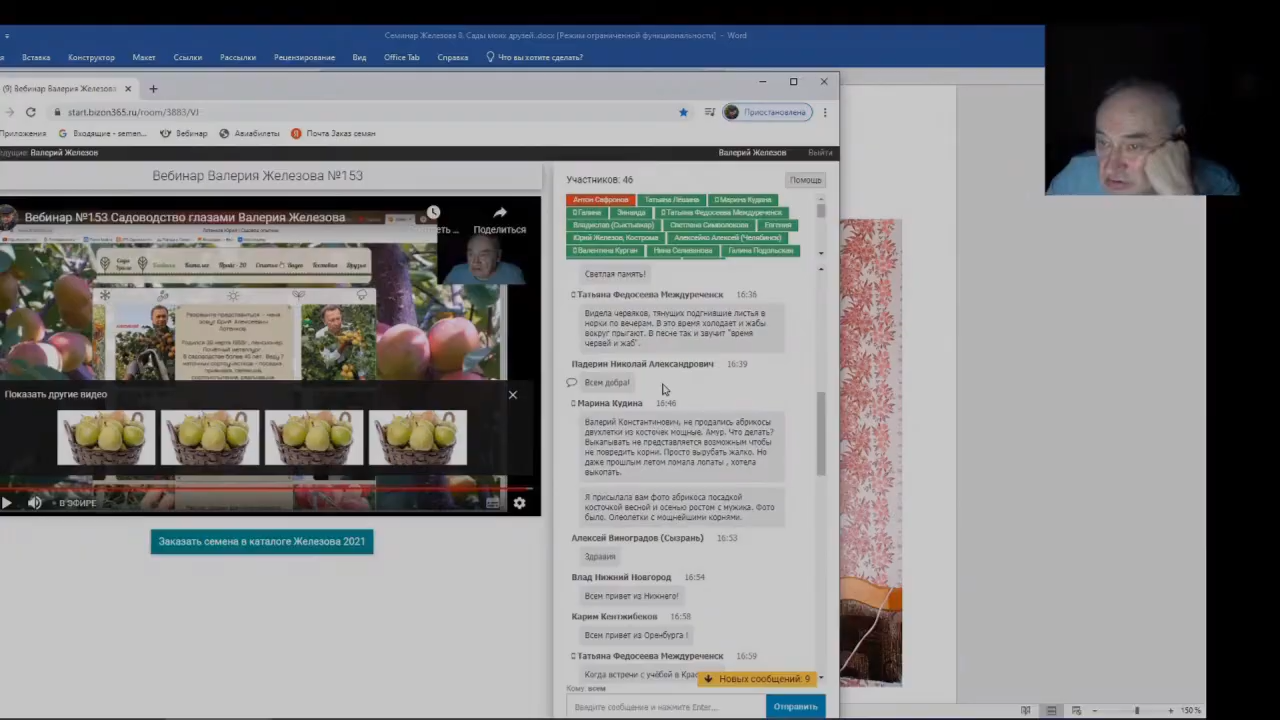 Семинар Железова 8. Сады моих друзей..docx [Режим ограниченной функциональности] - Word
Вставка Конструктор Макет Ссылки Рассылки Рецензирование Вид Office Tab Справка Что вы хотите сделать?
(9) Вебинар Валерия Железова
start.bizon365.ru/room/3883/VJ
Приостановлена
Приложения Входящие - semen... Вебинар Авиабилеты Почта Заказ семян
Валерий Железов
Валерий Железов Выйти
Вебинар Валерия Железова №153
Участников: 46
Помощь
Антон Сафронов Татьяна Лёшина Марина Кудина
Галина Зинаида Татьяна Федосеева Междуреченск
Владислав (Сыктывкар) Светлана Символокова Евгения
Юрий Железов, Кострома Алексейко Алексей (Челябинск)
Валентина Курган Нина Селиванова Галина Подольская
Вебинар №153 Садоводство глазами Валерия Железова
Поделиться
Светлая память!
Татьяна Федосеева Междуреченск 16:36
Видела червяков, тянущих подгнившие листья в
норки по вечерам. В это время холодает и жабы
вокруг прыгают. В песне так и звучит "время
червей и жаб".
Падерин Николай Александрович 16:39
Всем добра!
Марина Кудина 16:46
Валерий Константинович, не продались абрикосы
двухлетки из косточек мощные. Амур. Что делать?
Выкапывать не представляется возможным чтобы
не повредить корни. Просто вырубать жалко. Но
даже прошлым летом ломала лопаты , хотела
выкопать.
Я присылала вам фото абрикоса посадкой
косточкой весной и осенью ростом с мужика. Фото
было. Олеолетки с мощнейшими корнями.
Алексей Виноградов (Сызрань) 16:53
Здравия
Влад Нижний Новгород 16:54
Всем привет из Нижнего!
Карим Кентжибеков 16:58
Всем привет из Оренбурга !
Татьяна Федосеева Междуреченск 16:59
Когда встречи с учёбой в Крас
Новых сообщений: 9
Кому: всем
Введите сообщение и нажмите Enter...
Отправить
Показать другие видео
В ЭФИРЕ
Заказать семена в каталоге Железова 2021
150 %